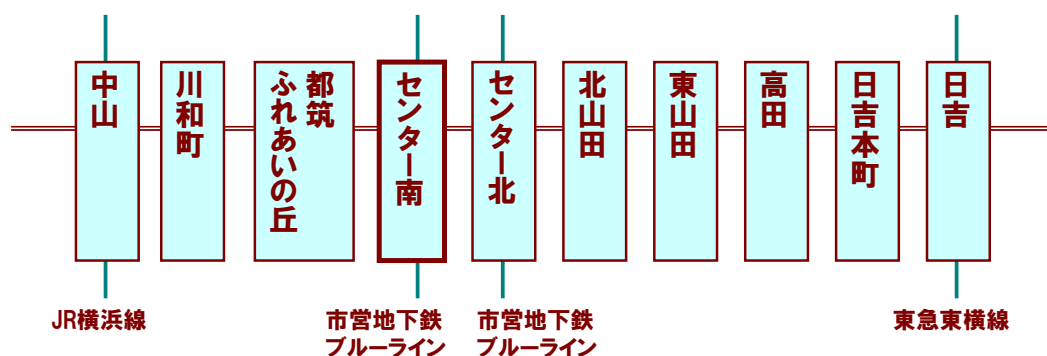 中山
川和町
都筑
ふれあいの丘
センター南
センター北
北山田
東山田
高田
日吉本町
日吉
JR横浜線
市営地下鉄
ブルーライン
市営地下鉄
ブルーライン
東急東横線